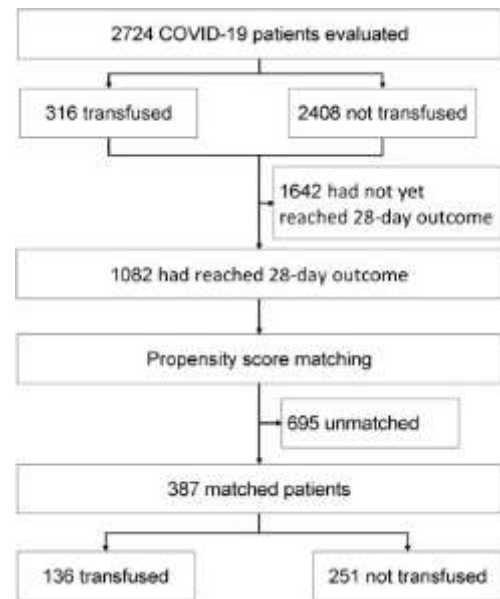 2724 COVID-19 patients evaluated
316 transfused
2408 not transfused
1642 had not yet
reached 28-day outcome
1082 had reached 28-day outcome
Propensity score matching
695 unmatched
387 matched patients
136 transfused
251 not transfused